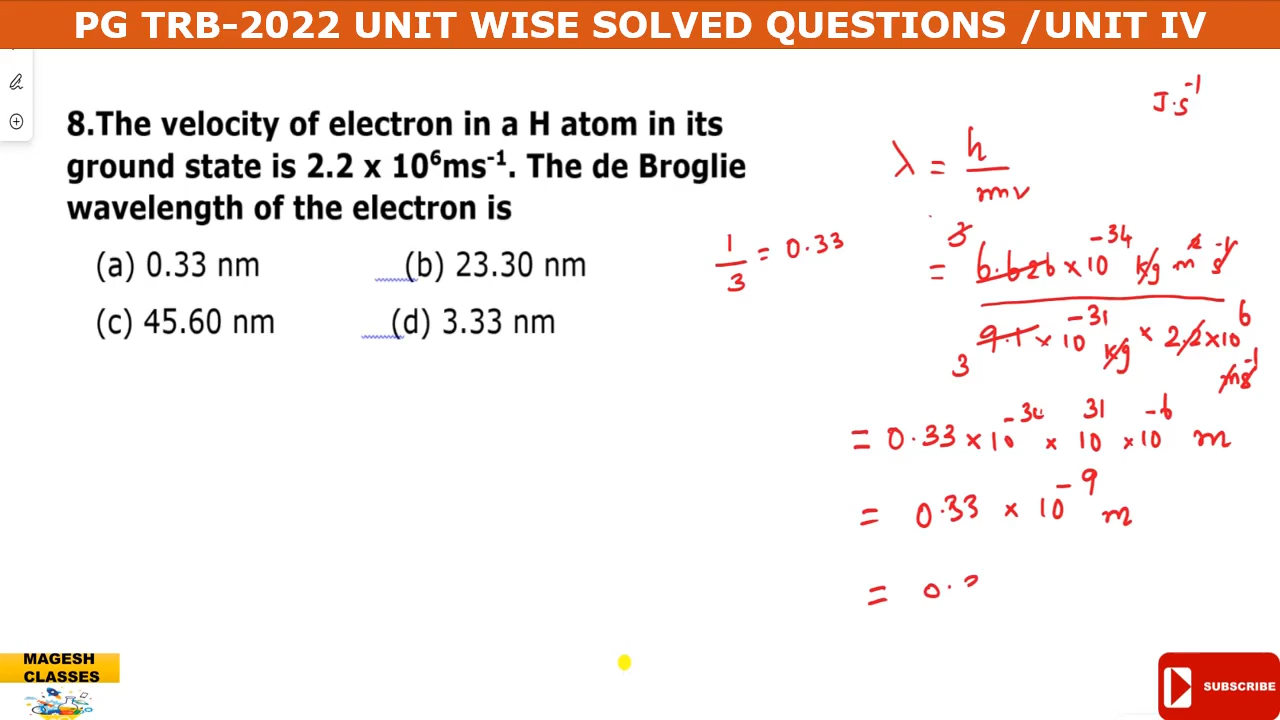 PG TRB-2022 UNIT WISE SOLVED QUESTIONS /UNIT IV
J·s⁻¹
8.The velocity of electron in a H atom in its
ground state is 2.2 x 10⁶ms⁻¹. The de Broglie
wavelength of the electron is
(a) 0.33 nm (b) 23.30 nm
(c) 45.60 nm (d) 3.33 nm
λ = h / mv
1/3 = 0.33
3
= 6.626 × 10⁻³⁴ kg m² s⁻¹
9.1 × 10⁻³¹ kg × 2.2 × 10⁶ ms⁻¹
3
= 0.33 × 10⁻³⁴ × 10³¹ × 10⁻⁶ m
= 0.33 × 10⁻⁹ m
= 0.
MAGESH
CLASSES
SUBSCRIBE